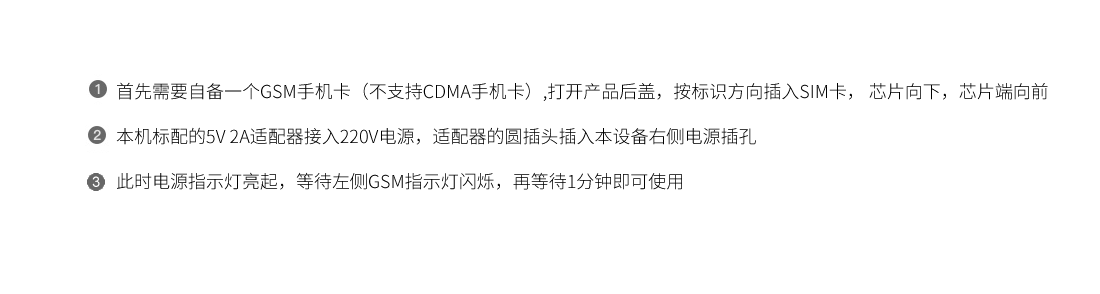 1 首先需要自备一个GSM手机卡（不支持CDMA手机卡）,打开产品后盖，按标识方向插入SIM卡， 芯片向下，芯片端向前
2 本机标配的5V 2A适配器接入220V电源，适配器的圆插头插入本设备右侧电源插孔
3 此时电源指示灯亮起，等待左侧GSM指示灯闪烁，再等待1分钟即可使用